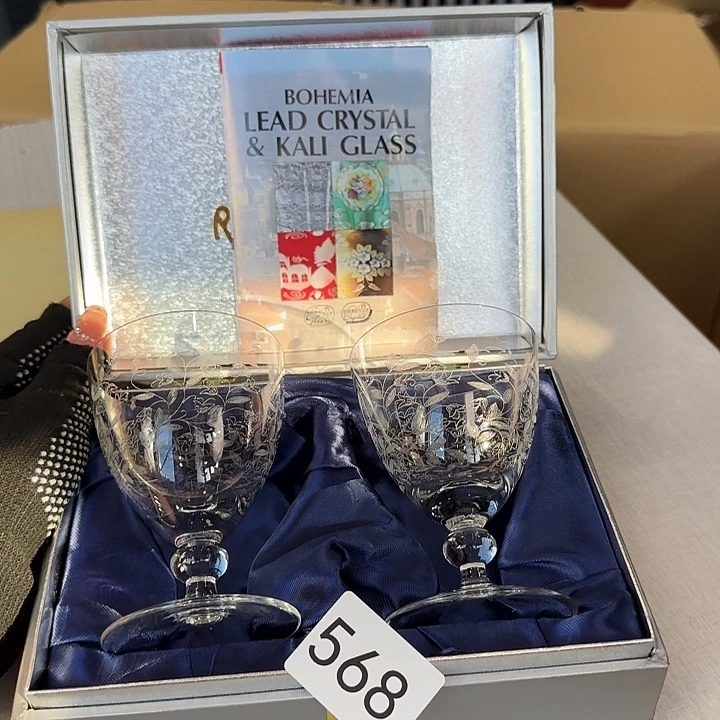 BOHEMIA
LEAD CRYSTAL
& KALI GLASS
R
568